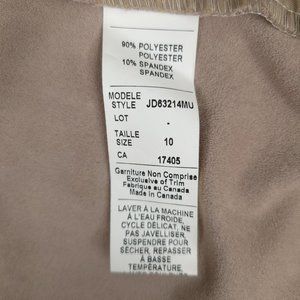 90% POLYESTER
POLYESTER
10% SPANDEX
SPANDEX
MODELE
STYLE JD63214MU
LOT -
TAILLE
SIZE 10
CA 17405
Garniture Non Comprise
Exclusive of Trim
Fabrique au Canada
Made in Canada
LAVER À LA MACHINE
À L'EAU FROIDE,
CYCLE DÉLICAT, NE
PAS JAVELLISER,
SUSPENDRE POUR
SÉCHER, REPASSER
À BASSE
TEMPÉRATURE,